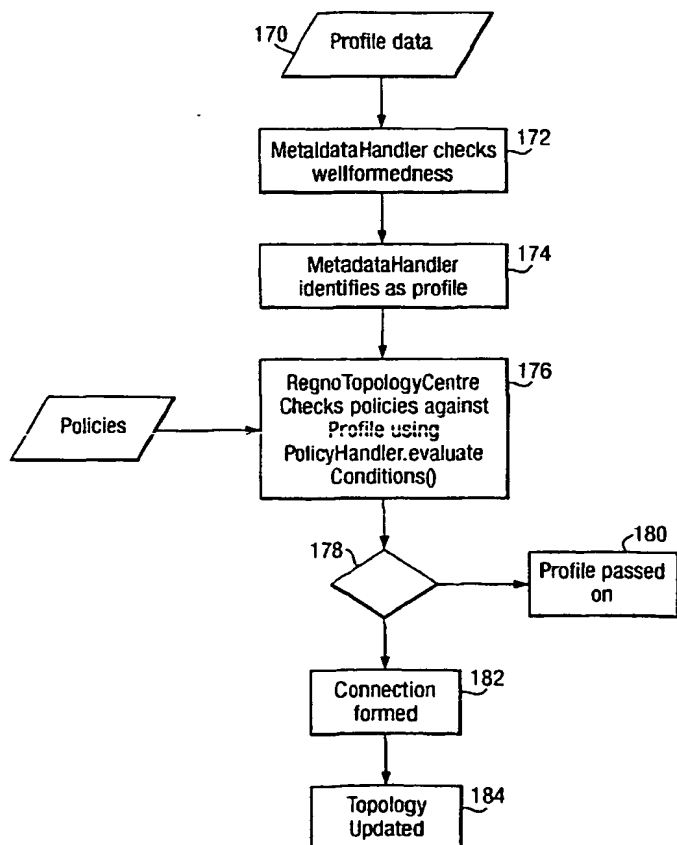 170
Profile data
172
MetaldataHandler checks
wellformedness
174
MetadataHandler
identifies as profile
176
RegnoTopologyCentre
Checks policies against
Profile using
PolicyHandler.evaluate
Conditions()
Policies
178
180
Profile passed
on
182
Connection
formed
184
Topology
Updated